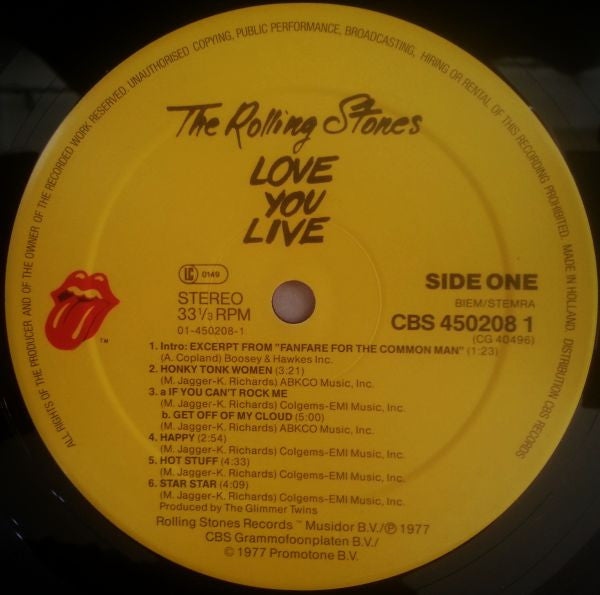 ALL RIGHTS OF THE PRODUCER AND OF THE OWNER OF THE RECORDED WORK RESERVED. UNAUTHORISED COPYING, PUBLIC PERFORMANCE, BROADCASTING, HIRING OR RENTAL OF THIS RECORDING PROHIBITED. MADE IN HOLLAND DISTRIBUTION CBS RECORDS
The Rolling Stones
LOVE
YOU
LIVE
LC 0149
STEREO
33 1/3 RPM
01-450208-1
SIDE ONE
BIEM/STEMRA
CBS 450208 1
(CG 40496)
TM
1. Intro: EXCERPT FROM "FANFARE FOR THE COMMON MAN" (1:23)
(A. Copland) Boosey & Hawkes Inc.
2. HONKY TONK WOMEN (3:21)
(M. Jagger-K. Richards) ABKCO Music, Inc.
3. a IF YOU CAN'T ROCK ME
(M. Jagger-K. Richards) Colgems-EMI Music, Inc.
b. GET OFF OF MY CLOUD (5:00)
(M. Jagger-K. Richards) ABKCO Music, Inc.
4. HAPPY (2:54)
(M. Jagger-K. Richards) Colgems-EMI Music, Inc.
5. HOT STUFF (4:33)
(M. Jagger-K. Richards) Colgems-EMI Music, Inc.
6. STAR STAR (4:09)
(M. Jagger-K. Richards) Colgems-EMI Music, Inc.
Produced by The Glimmer Twins
Rolling Stones Records ™ Musidor B.V./℗ 1977
CBS Grammofoonplaten B.V./
© 1977 Promotone B.V.